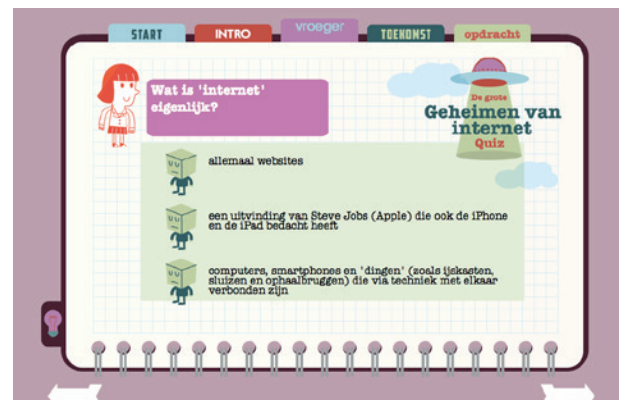 START
INTRO
vroeger
TOEKOMST
opdracht
Wat is 'internet'
eigenlijk?
De grote
Geheimen van
internet
Quiz
allemaal websites
een uitvinding van Steve Jobs (Apple) die ook de iPhone
en de iPad bedacht heeft
computers, smartphones en 'dingen' (zoals ijskasten,
sluizen en ophaalbruggen) die via techniek met elkaar
verbonden zijn